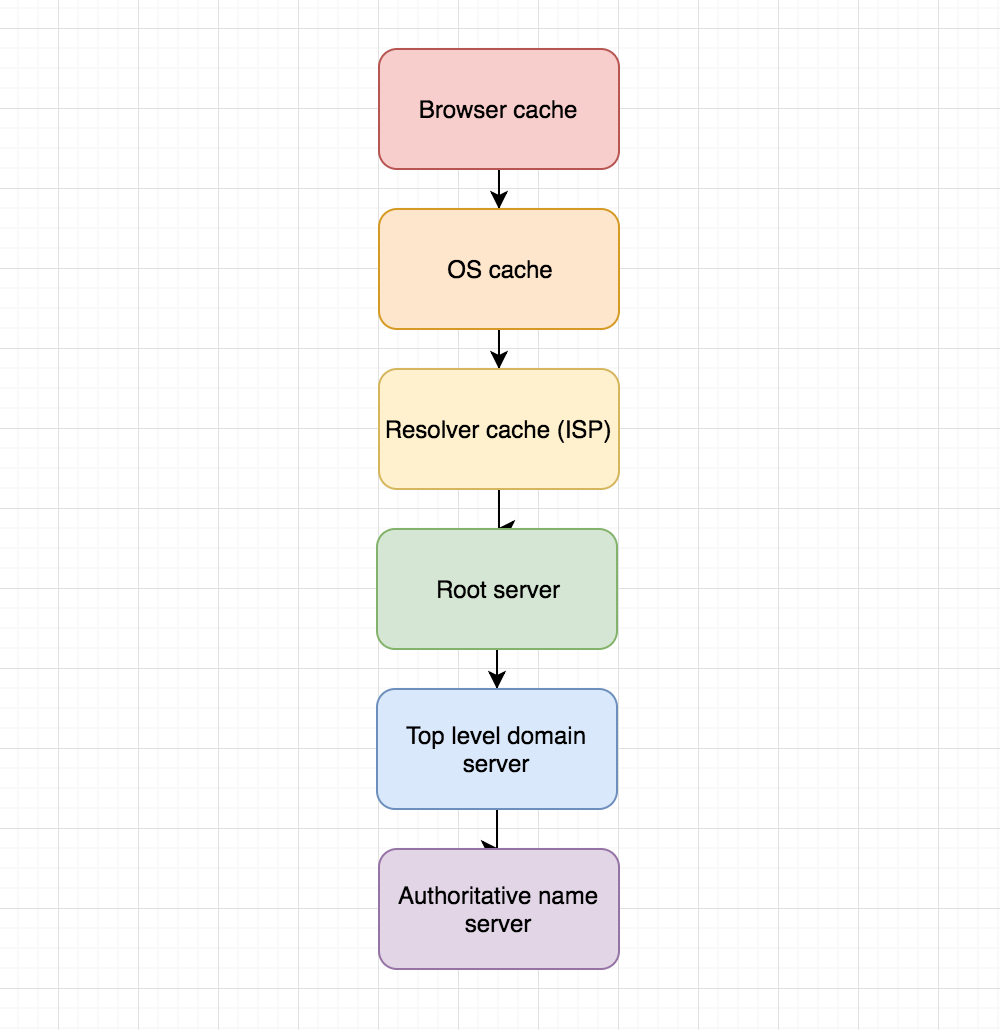 Browser cache
OS cache
Resolver cache (ISP)
Root server
Top level domain
server
Authoritative name
server